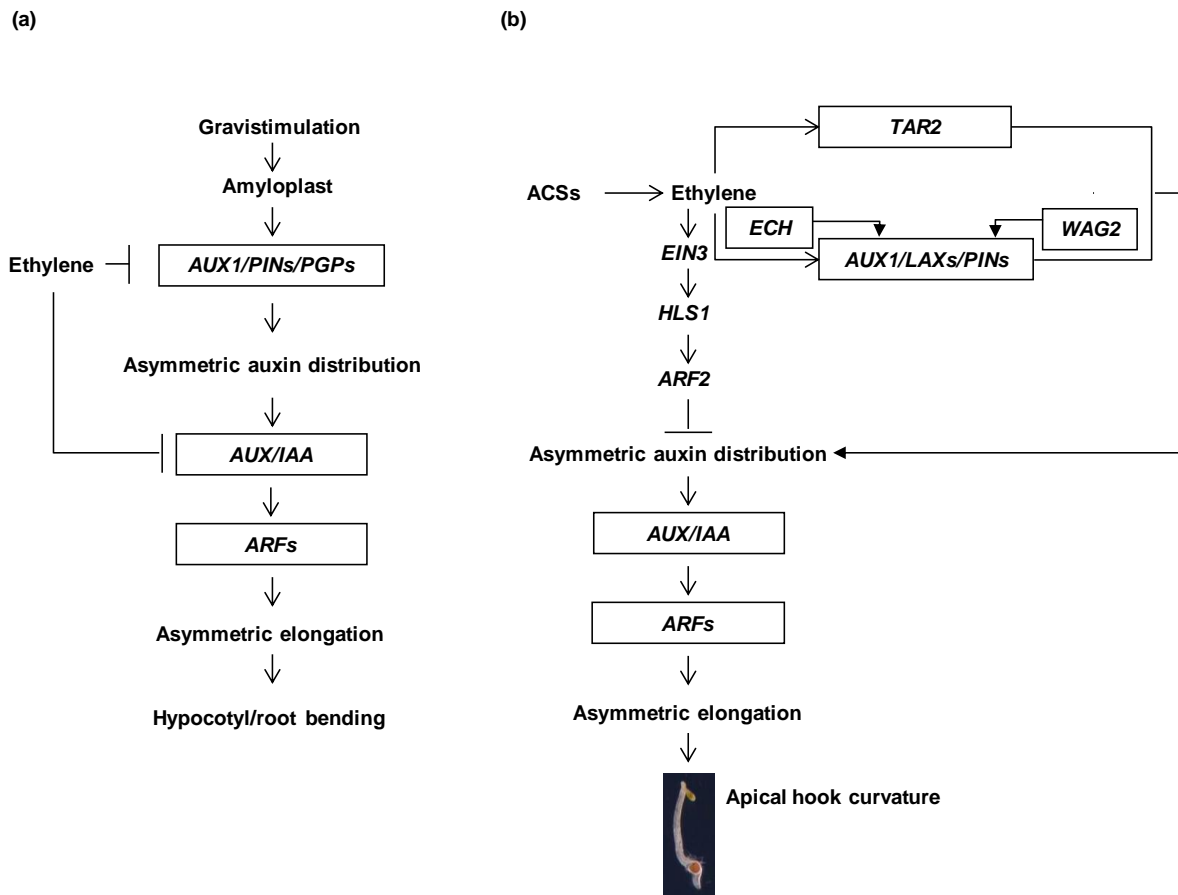 (a)
Gravistimulation
Amyloplast
Ethylene
AUX1/PINs/PGPs
Asymmetric auxin distribution
AUX/IAA
ARFs
Asymmetric elongation
Hypocotyl/root bending
(b)
TAR2
ACSs
Ethylene
ECH
WAG2
EIN3
AUX1/LAXs/PINs
HLS1
ARF2
Asymmetric auxin distribution
AUX/IAA
ARFs
Asymmetric elongation
Apical hook curvature